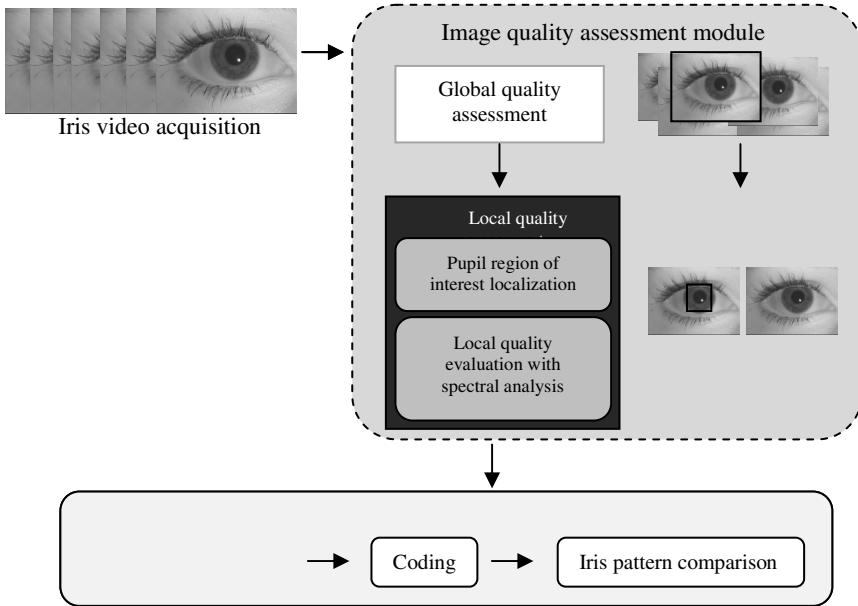 Iris video acquisition
Image quality assessment module
Global quality
assessment
Local quality
Pupil region of
interest localization
Local quality
evaluation with
spectral analysis
Coding
Iris pattern comparison